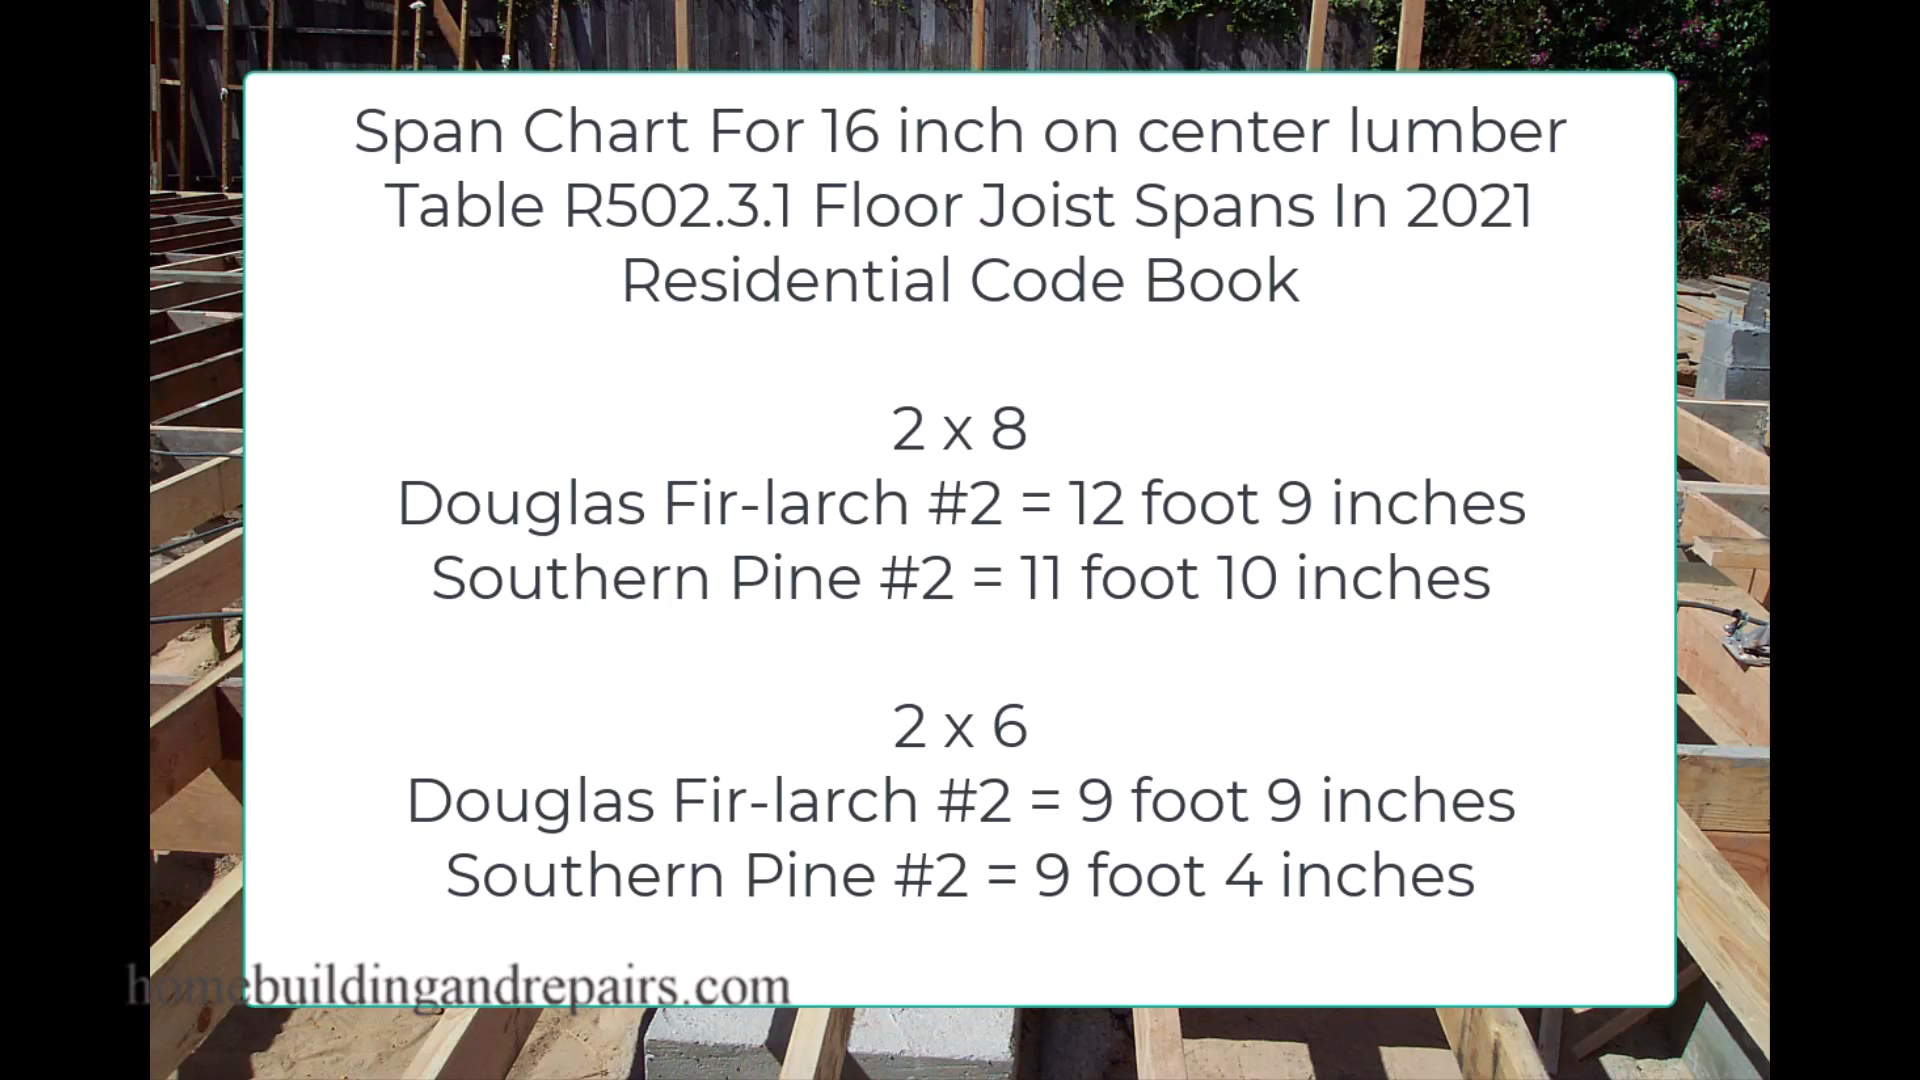 Span Chart For 16 inch on center lumber
Table R502.3.1 Floor Joist Spans In 2021
Residential Code Book
2 x 8
Douglas Fir-larch #2 = 12 foot 9 inches
Southern Pine #2 = 11 foot 10 inches
2 x 6
Douglas Fir-larch #2 = 9 foot 9 inches
Southern Pine #2 = 9 foot 4 inches
homebuildingandrepairs.com